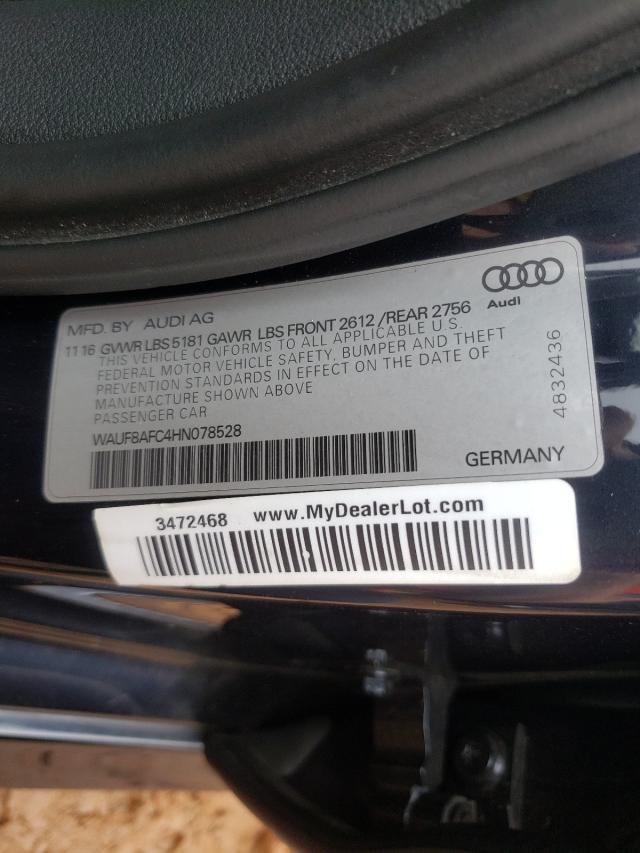 MFD. BY AUDI AG
11 16 GVWR LBS 5181 GAWR LBS FRONT 2612 /REAR 2756
THIS VEHICLE CONFORMS TO ALL APPLICABLE U.S.
FEDERAL MOTOR VEHICLE SAFETY, BUMPER AND THEFT
PREVENTION STANDARDS IN EFFECT ON THE DATE OF
MANUFACTURE SHOWN ABOVE
PASSENGER CAR
WAUF8AFC4HN078528
Audi
4832436
GERMANY
3472468 www.MyDealerLot.com